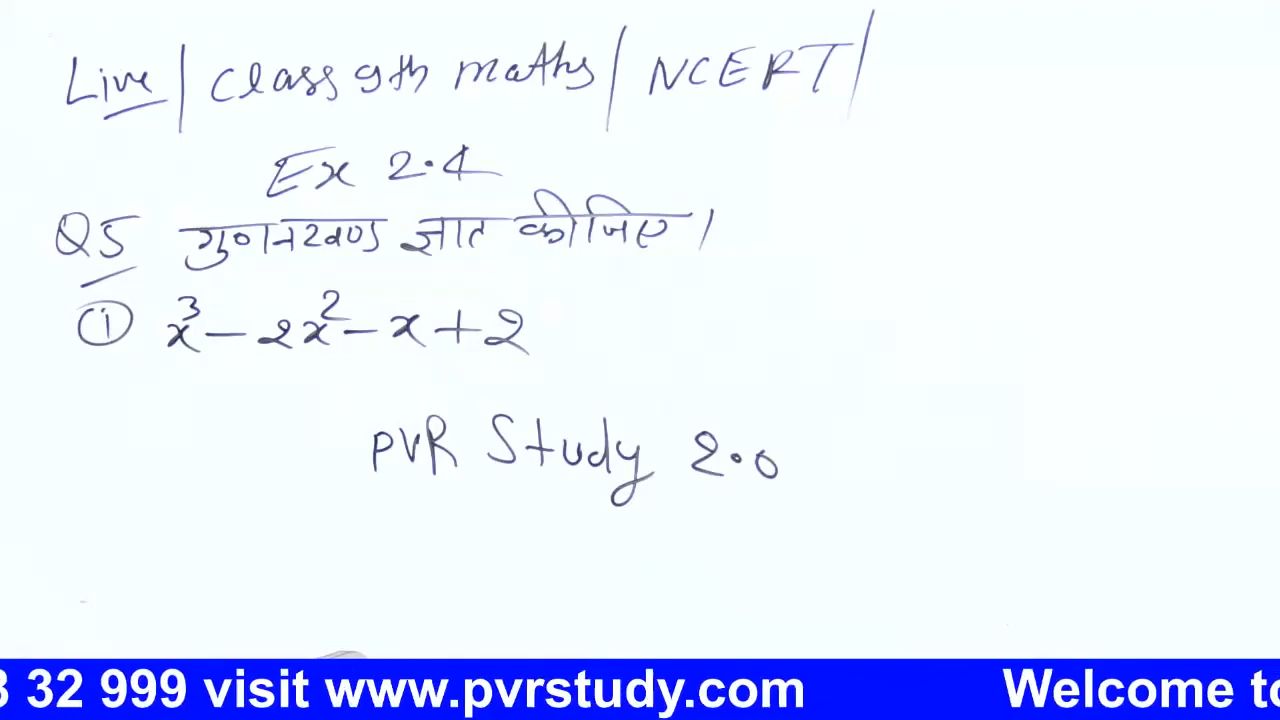 Live / Class 9th maths / NCERT /
Ex 2.4
Q5 गुणनखण्ड ज्ञात कीजिए।
① x³ - 2x² - x + 2
PVR Study 2.0
3 32 999 visit www.pvrstudy.com Welcome to